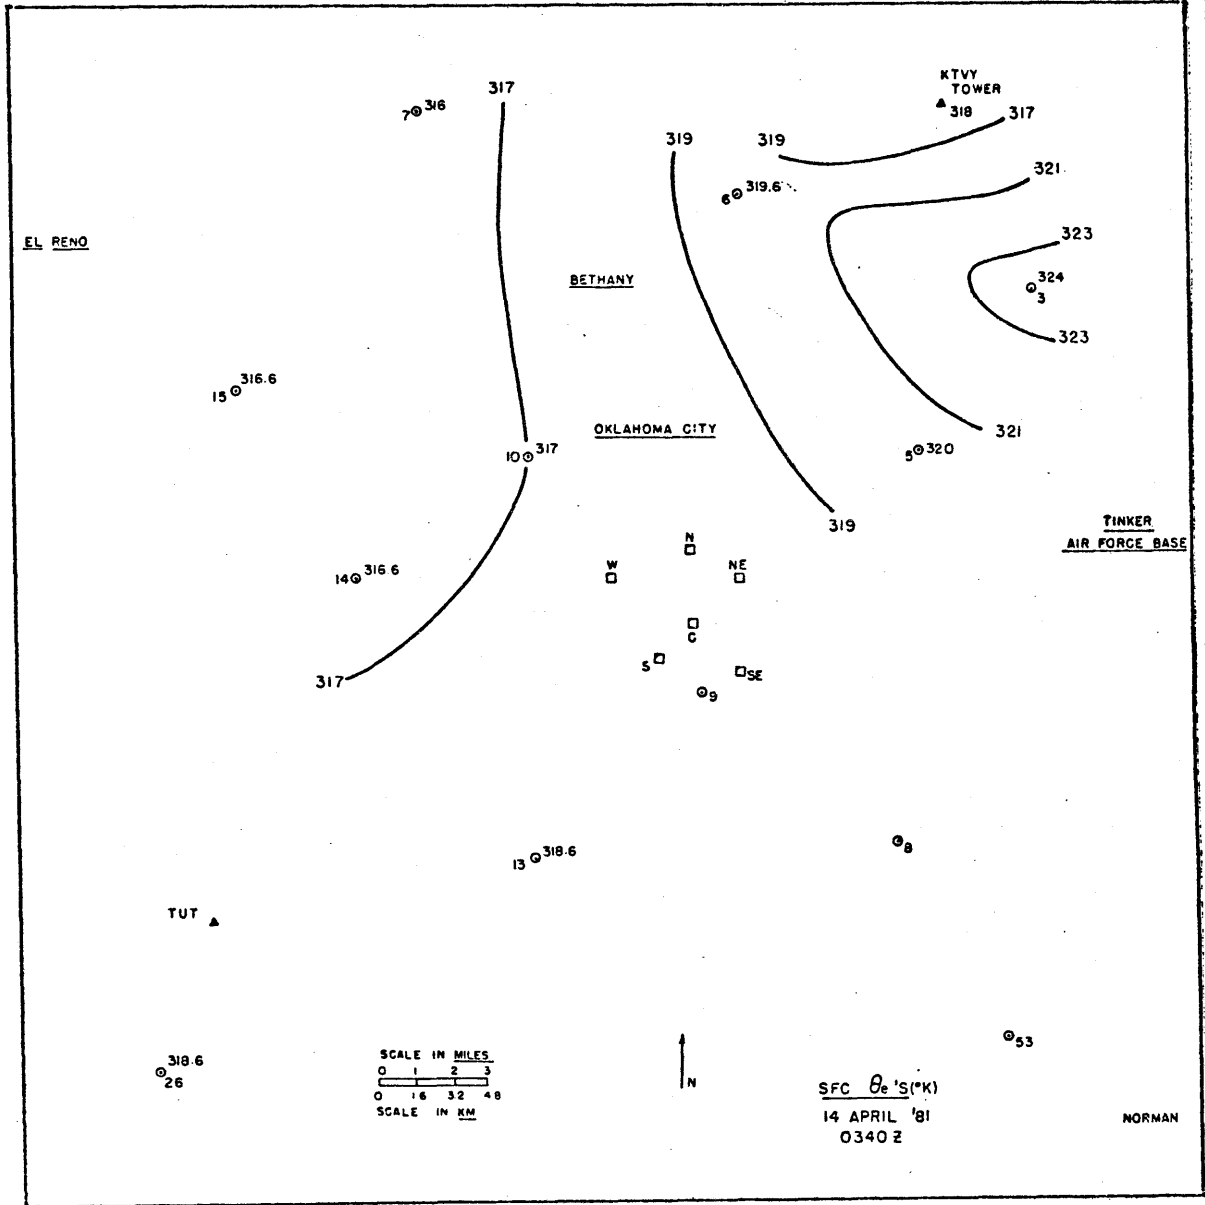 KTVY
TOWER
318
317
317
7 316
319
319
321
6 319.6
EL RENO
323
BETHANY
324
3
323
15 316.6
OKLAHOMA CITY
321
10 317
5 320
319
TINKER
AIR FORCE BASE
N
W
NE
14 316.6
C
S
SE
317
9
8
13 318.6
TUT
53
318.6
26
SCALE IN MILES
0 1 2 3
0 1.6 3.2 4.8
SCALE IN KM
N
SFC θe 'S(°K)
14 APRIL '81
0340 Z
NORMAN